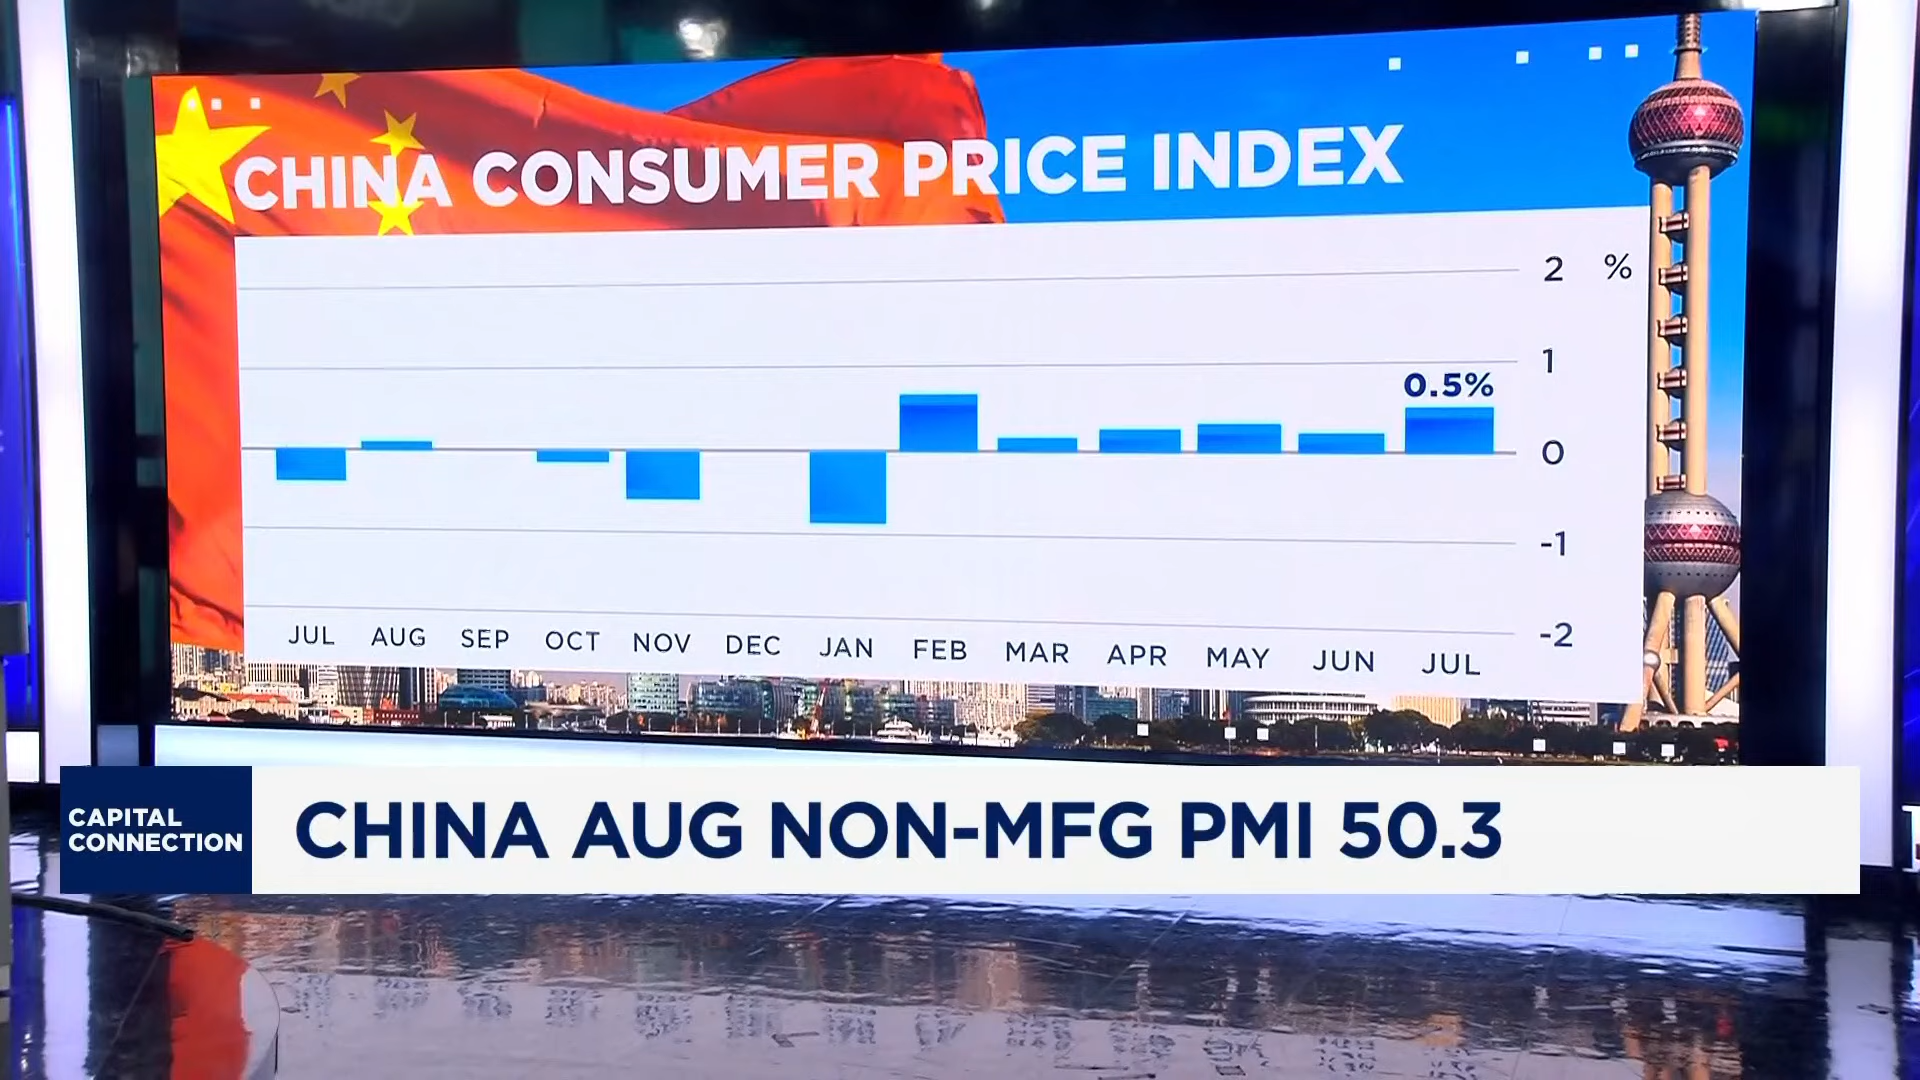 CHINA CONSUMER PRICE INDEX
2 %
1
0.5%
0
-1
-2
JUL AUG SEP OCT NOV DEC JAN FEB MAR APR MAY JUN JUL
CAPITAL
CONNECTION
CHINA AUG NON-MFG PMI 50.3